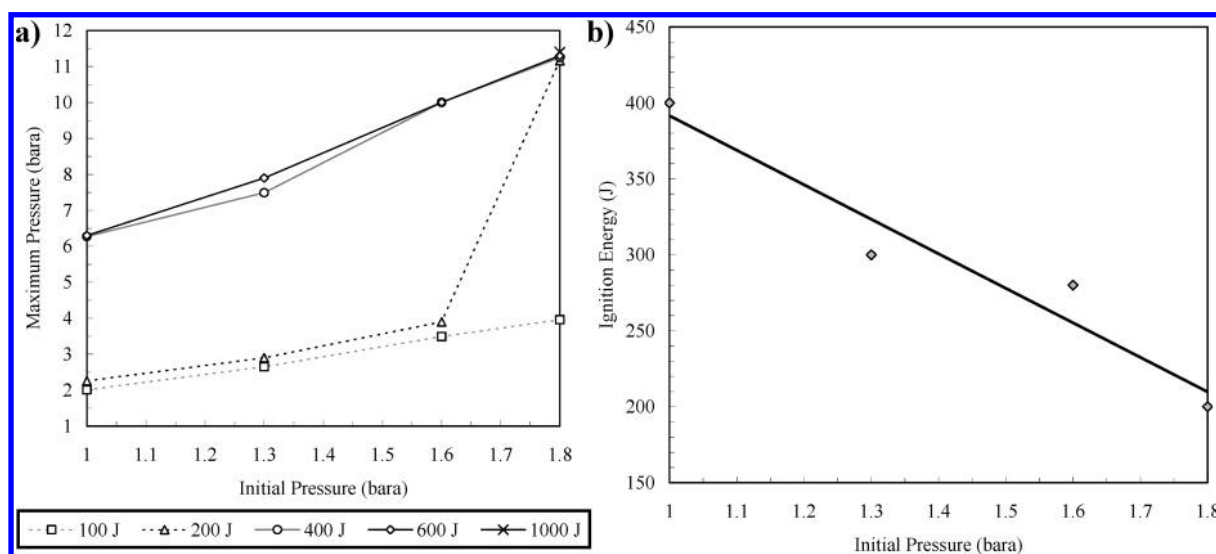 a)
12
11
10
9
8
7
6
5
4
3
2
1
Maximum Pressure (bara)
1 1.1 1.2 1.3 1.4 1.5 1.6 1.7 1.8
Initial Pressure (bara)
100 J 200 J 400 J 600 J 1000 J
b)
450
400
350
300
250
200
150
Ignition Energy (J)
1 1.1 1.2 1.3 1.4 1.5 1.6 1.7 1.8
Initial Pressure (bara)